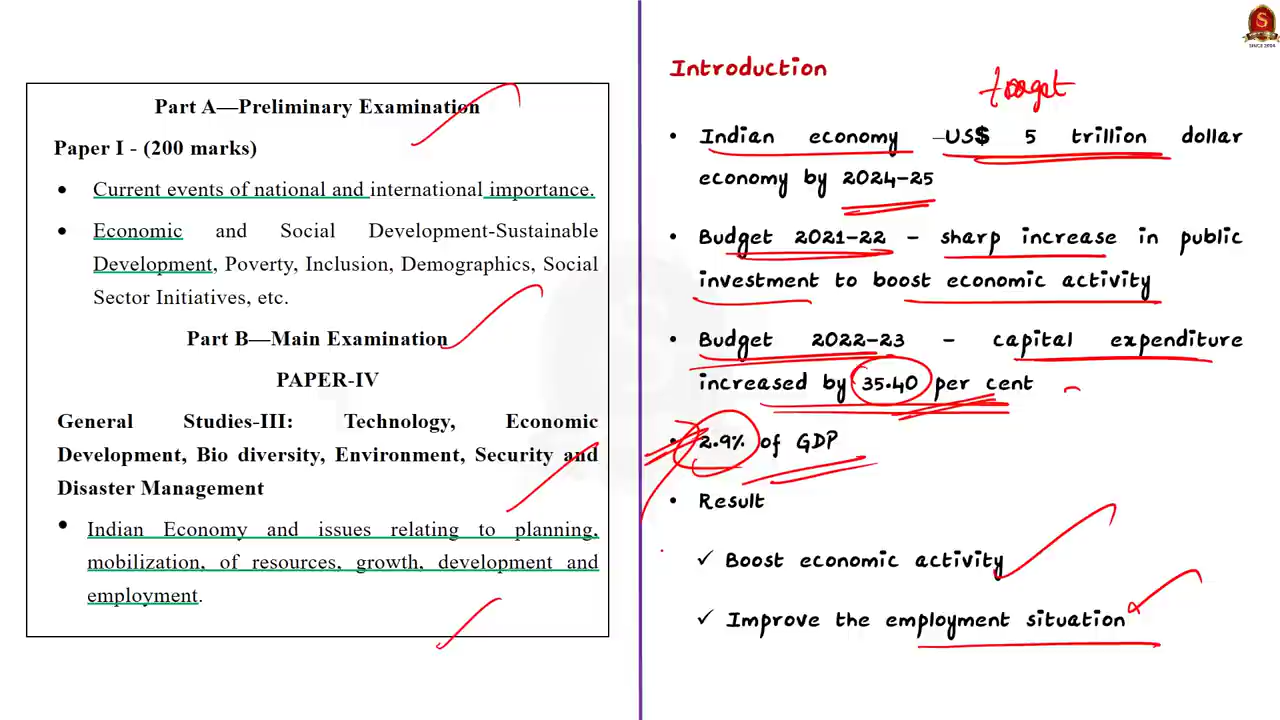 Part A—Preliminary Examination
Paper I - (200 marks)
• Current events of national and international importance.
• Economic and Social Development-Sustainable
Development, Poverty, Inclusion, Demographics, Social
Sector Initiatives, etc.
Part B—Main Examination
PAPER-IV
General Studies-III: Technology, Economic
Development, Bio diversity, Environment, Security and
Disaster Management
• Indian Economy and issues relating to planning,
mobilization, of resources, growth, development and
employment.
S
SINCE 2004
Introduction
target
• Indian economy –US$ 5 trillion dollar
economy by 2024-25
• Budget 2021-22 – sharp increase in public
investment to boost economic activity
• Budget 2022-23 – capital expenditure
increased by 35.40 per cent
• 2.9% of GDP
• Result
✓ Boost economic activity
✓ Improve the employment situation